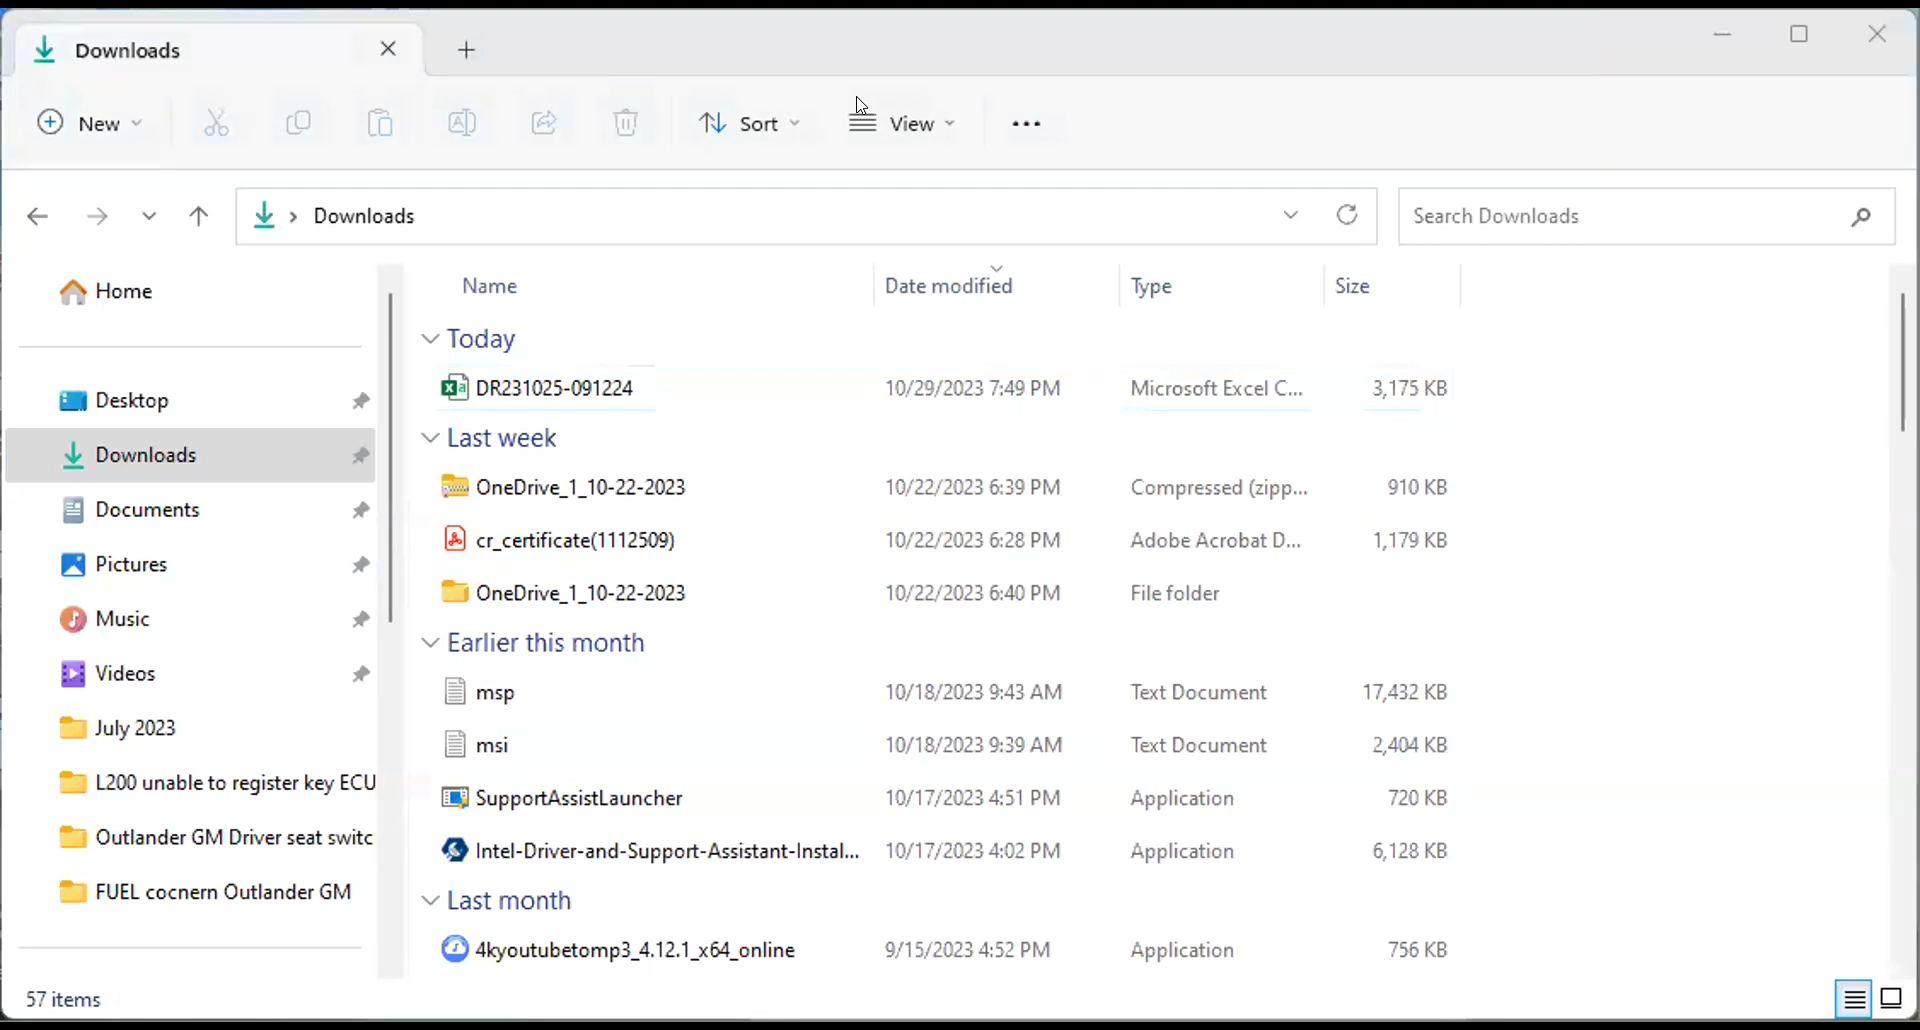 Downloads
New
Sort
View
Downloads
Search Downloads
Home
Desktop
Downloads
Documents
Pictures
Music
Videos
July 2023
L200 unable to register key ECU
Outlander GM Driver seat switc
FUEL cocnern Outlander GM
Name Date modified Type Size
Today
DR231025-091224 10/29/2023 7:49 PM Microsoft Excel C... 3,175 KB
Last week
OneDrive_1_10-22-2023 10/22/2023 6:39 PM Compressed (zipp... 910 KB
cr_certificate(1112509) 10/22/2023 6:28 PM Adobe Acrobat D... 1,179 KB
OneDrive_1_10-22-2023 10/22/2023 6:40 PM File folder
Earlier this month
msp 10/18/2023 9:43 AM Text Document 17,432 KB
msi 10/18/2023 9:39 AM Text Document 2,404 KB
SupportAssistLauncher 10/17/2023 4:51 PM Application 720 KB
Intel-Driver-and-Support-Assistant-Instal... 10/17/2023 4:02 PM Application 6,128 KB
Last month
4kyoutubetomp3_4.12.1_x64_online 9/15/2023 4:52 PM Application 756 KB
57 items